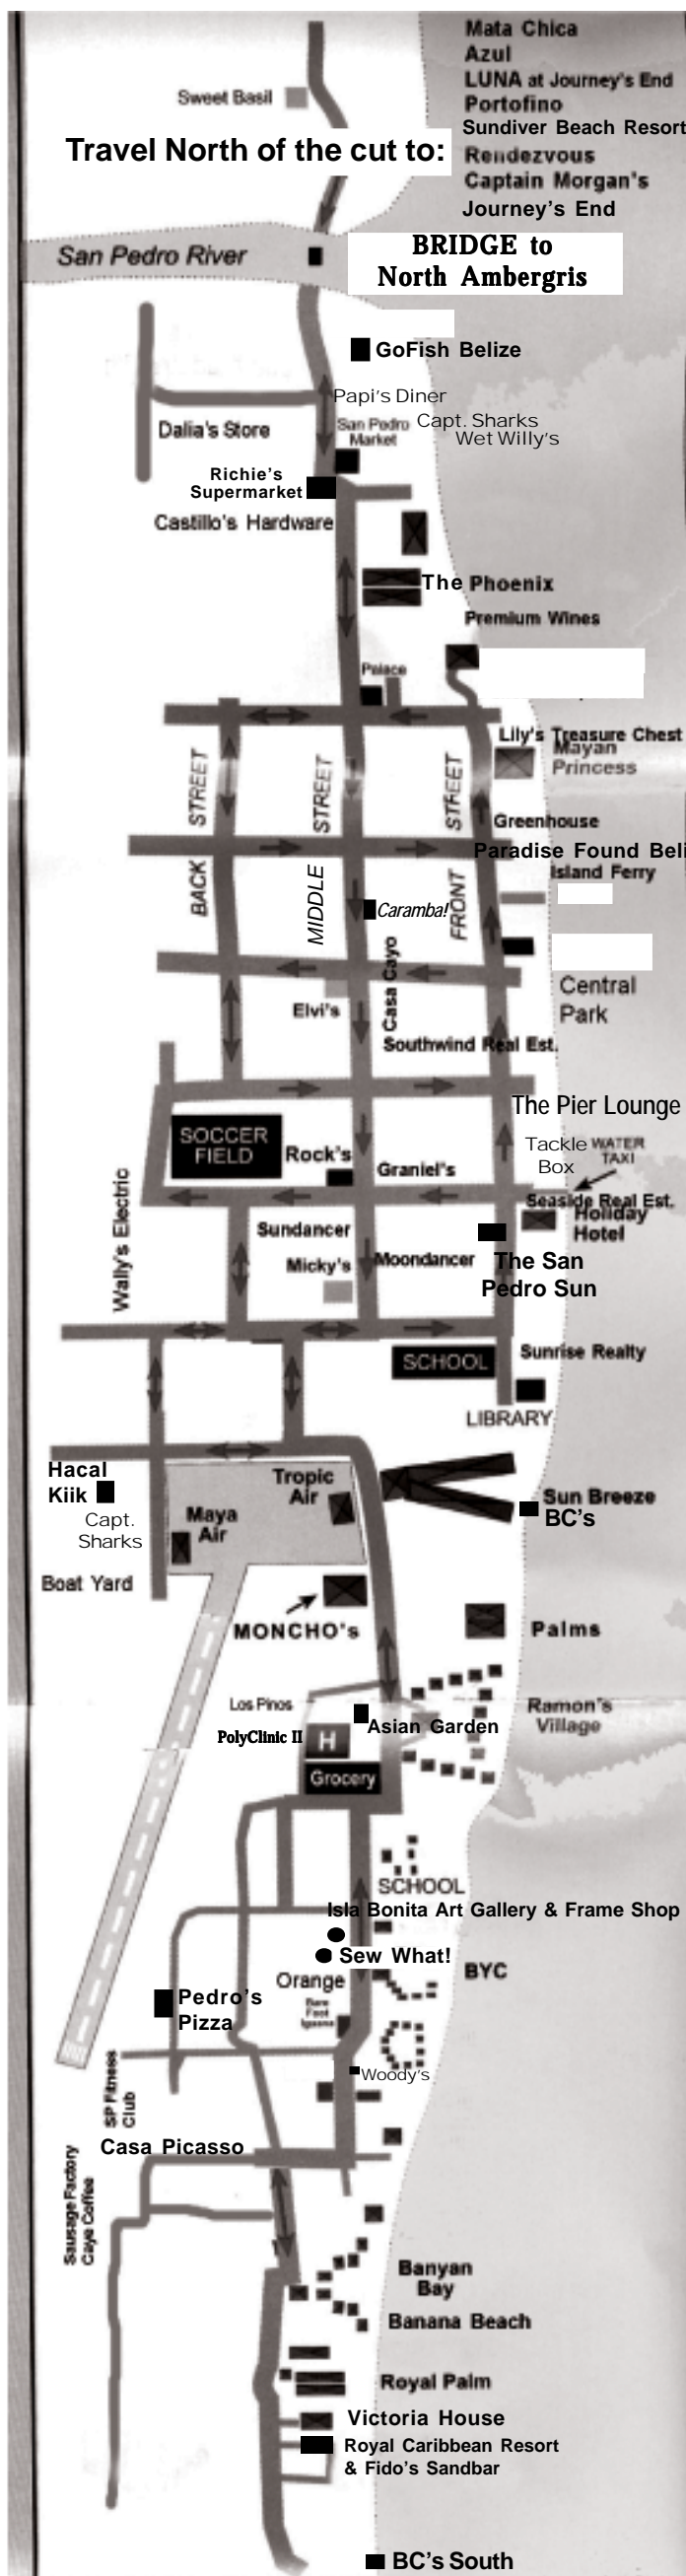 Mata Chica
Azul
Sweet Basil
LUNA at Journey's End
Portofino
Sundiver Beach Resort
Travel North of the cut to:
Rendezvous
Captain Morgan's
Journey's End
San Pedro River
BRIDGE to
North Ambergris
GoFish Belize
Papi's Diner
Dalia's Store
San Pedro
Market
Capt. Sharks
Wet Willy's
Richie's
Supermarket
Castillo's Hardware
The Phoenix
Premium Wines
Palace
Lily's Treasure Chest
Mayan
Princess
BACK STREET
MIDDLE STREET
FRONT STREET
Greenhouse
Paradise Found Beli
Island Ferry
Caramba!
Casa Cayo
Elvi's
Central
Park
Southwind Real Est.
The Pier Lounge
SOCCER
FIELD
Rock's
Graniel's
Tackle
Box
WATER
TAXI
Seaside Real Est.
Holiday
Hotel
Wally's Electric
Sundancer
Micky's
Moondancer
The San
Pedro Sun
SCHOOL
Sunrise Realty
LIBRARY
Hacal
Kiik
Tropic
Air
Capt.
Sharks
Maya
Air
Sun Breeze
BC's
Boat Yard
MONCHO's
Palms
Los Pinos
PolyClinic II
H
Asian Garden
Ramon's
Village
Grocery
SCHOOL
Isla Bonita Art Gallery & Frame Shop
Sew What!
Orange
BYC
Bare
Foot
Iguana
Pedro's
Pizza
Woody's
SP Fitness
Club
Casa Picasso
Sausage Factory
Caye Coffee
Banyan
Bay
Banana Beach
Royal Palm
Victoria House
Royal Caribbean Resort
& Fido's Sandbar
BC's South